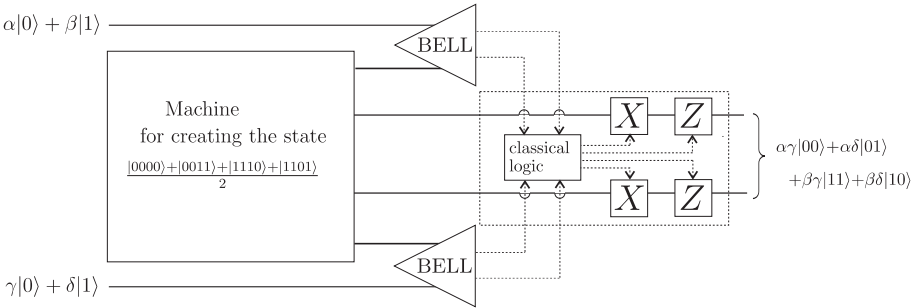 α|0⟩ + β|1⟩
BELL
Machine
for creating the state
|0000⟩+|0011⟩+|1110⟩+|1101⟩
2
classical
logic
X
Z
X
Z
αγ|00⟩+αδ|01⟩
+βγ|11⟩+βδ|10⟩
BELL
γ|0⟩ + δ|1⟩